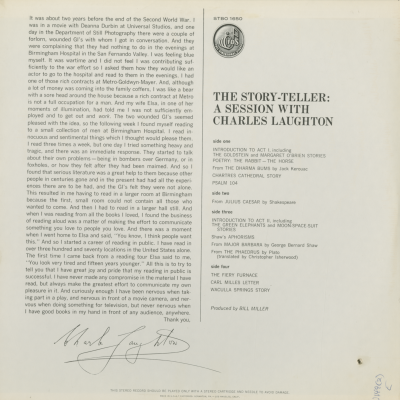 It was about two years before the end of the Second World War. I
was in a movie with Deanna Durbin at Universal Studios, and one
day in the Department of Still Photography there were a couple of
forlorn, wounded GI's with whom I got in conversation. And they
were complaining that they had nothing to do in the evenings at
Birmingham Hospital in the San Fernando Valley. I was feeling blue
myself. It was wartime and I did not feel I was contributing suf-
ficiently to the war effort so I asked them how they would like an
actor to go to the hospital and read to them in the evenings. I had
one of those rich contracts at Metro-Goldwyn-Mayer. And, although
a lot of money was coming into the family coffers, I was like a bear
with a sore head around the house because a rich contract at Metro
is not a full occupation for a man. And my wife Elsa, in one of her
moments of illumination, had told me I was not sufficiently em-
ployed and to get out and work. The two wounded GI's seemed
pleased with the idea, so the following week I found myself reading
to a small collection of men at Birmingham Hospital. I read in-
nocuous and sentimental things which I thought would please them.
I read three times a week, but one day I tried something heavy and
tragic, and there was an immediate response. They started to talk
about their own problems—being in bombers over Germany, or in
foxholes, or how they felt after they had been maimed. And so I
found that serious literature was a great help to them because other
people in centuries gone and in the present had had all the experi-
ences there are to be had, and the GI's felt they were not alone.
This resulted in me having to read in a larger room at Birmingham
because the first, small room could not contain all those who
wanted to come. And then I had to read in a larger hall still. And
when I was reading from all the books I loved, I found the business
of reading aloud was a matter of making the effort to communicate
something you love to people you love. And there was a moment
when I went home to Elsa and said, "You know, I think people want
this." And so I started a career of reading in public. I have read in
over three hundred and seventy locations in the United States alone.
The first time I came back from a reading tour Elsa said to me,
"You look very tired and fifteen years younger." All this is to try to
tell you that I have great joy and pride that my reading in public is
successful. I have never made any compromise in the material I have
read, but always make the greatest effort to communicate my own
pleasure in it. And curiously enough I have been nervous when tak-
ing part in a play, and nervous in front of a movie camera, and ner-
vous when doing something for television, but never nervous when
I have good books in my hand in front of any audience, anywhere.
Thank you,
Charles Laughton
STBO 1650
THE STORY-TELLER:
A SESSION WITH
CHARLES LAUGHTON
side one
INTRODUCTION TO ACT I, including
THE GOLDSTEIN and MARGARET O'BRIEN STORIES
POETRY: THE RABBIT – THE HORSE
From THE DHARMA BUMS by Jack Kerouac
CHARTRES CATHEDRAL STORY
PSALM 104
side two
From JULIUS CAESAR by Shakespeare
side three
INTRODUCTION TO ACT II, including
THE GREEN ELEPHANTS and MOON-SPACE SUIT
STORIES
Shaw's APHORISMS
From MAJOR BARBARA by George Bernard Shaw
From THE PHAEDRUS by Plato
(translated by Christopher Isherwood)
side four
THE FIERY FURNACE
CARL MILLES LETTER
WACULLA SPRINGS STORY
Produced by BILL MILLER